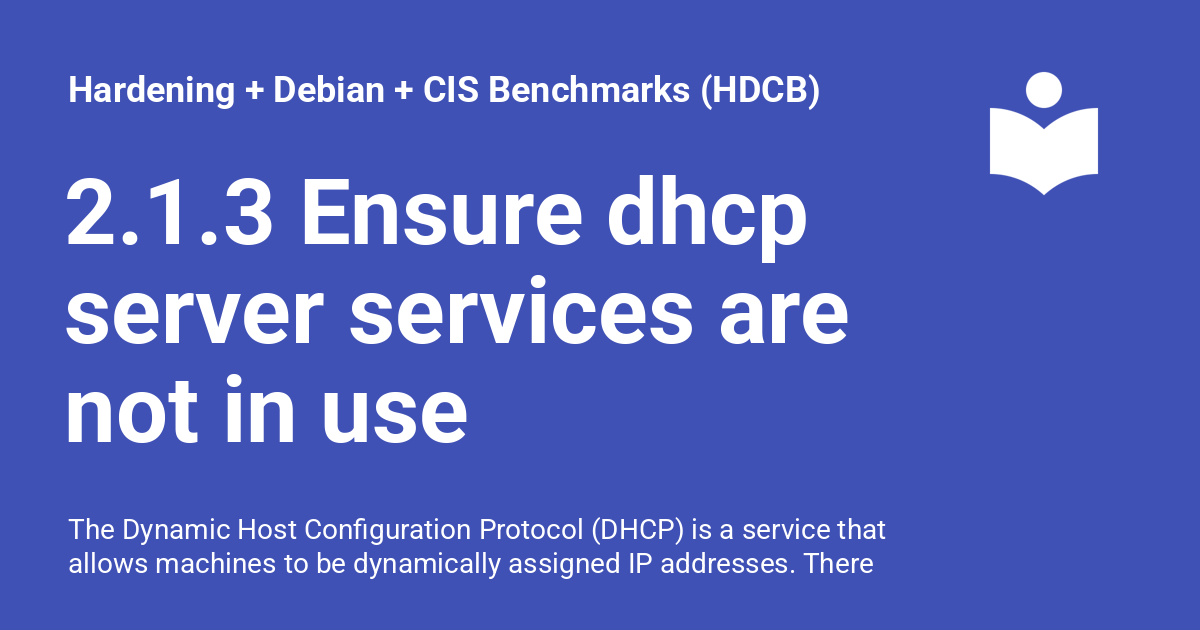 Hardening + Debian + CIS Benchmarks (HDCB)
2.1.3 Ensure dhcp
server services are
not in use
The Dynamic Host Configuration Protocol (DHCP) is a service that
allows machines to be dynamically assigned IP addresses. There